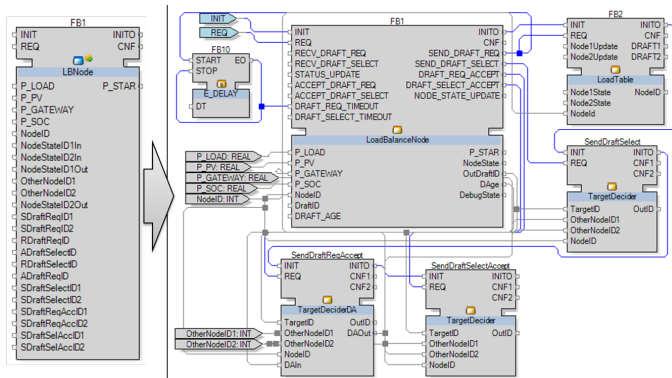 FB1
INIT INITO
REQ CNF
LBNode
P_LOAD P_STAR
P_PV
P_GATEWAY
P_SOC
NodeID
NodeStateID1In
NodeStateID2In
NodeStateID1Out
OtherNodeID1
OtherNodeID2
NodeStateID2Out
SDraftReqID1
SDraftReqID2
RDraftReqID
ADraftSelectID
RDraftSelectID
ADraftReqID
SDraftSelectID1
SDraftSelectID2
SDraftReqAccID1
SDraftReqAccID2
SDraftSelAccID1
SDraftSelAccID2
INIT
REQ
FB10
START EO
STOP
E_DELAY
DT
FB1
INIT INITO
REQ CNF
RECV_DRAFT_REQ SEND_DRAFT_REQ
RECV_DRAFT_SELECT SEND_DRAFT_SELECT
STATUS_UPDATE DRAFT_REQ_ACCEPT
ACCEPT_DRAFT_REQ DRAFT_SELECT_ACCEPT
ACCEPT_DRAFT_SELECT NODE_STATE_UPDATE
DRAFT_REQ_TIMEOUT
DRAFT_SELECT_TIMEOUT
LoadBalanceNode
P_LOAD P_STAR
P_PV NodeState
P_GATEWAY OutDraftID
P_SOC DAge
NodeID DebugState
DraftID
DRAFT_AGE
P_LOAD: REAL
P_PV: REAL
P_GATEWAY: REAL
P_SOC: REAL
NodeID: INT
FB2
INIT INITO
REQ CNF
Node1Update DRAFT1
Node2Update DRAFT2
LoadTable
Node1State NodeID
Node2State
NodeId
SendDraftSelect
INIT INITO
REQ CNF1
CNF2
TargetDecider
TargetID OutID
OtherNodeID1
OtherNodeID2
NodeID
SendDraftReqAccept
INIT INITO
REQ CNF1
CNF2
TargetDeciderDA
TargetID OutID
OtherNodeID1 DAOut
OtherNodeID2
NodeID
DAIn
OtherNodeID1: INT
OtherNodeID2: INT
SendDraftSelectAccept
INIT INITO
REQ CNF1
CNF2
TargetDecider
TargetID OutID
OtherNodeID1
OtherNodeID2
NodeID